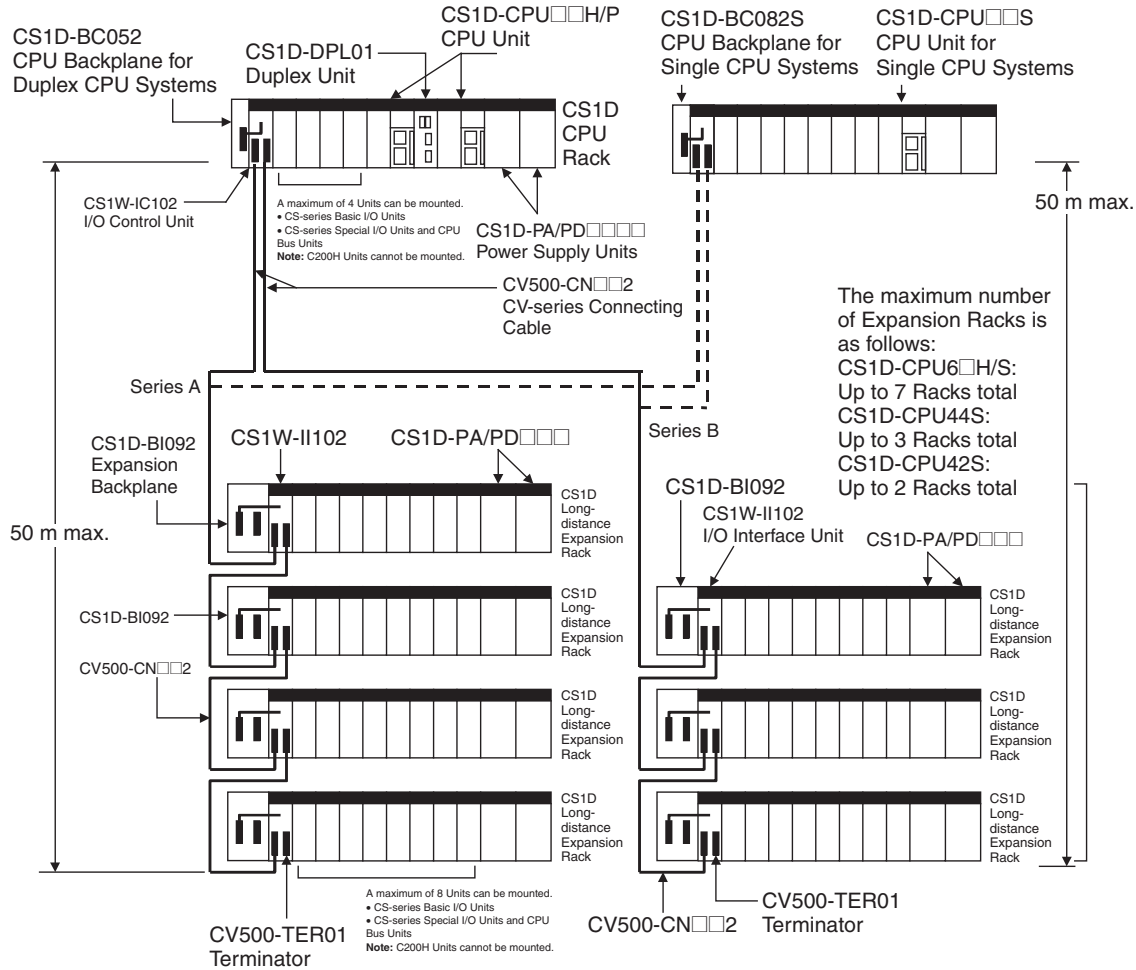 CS1D-BC052
CPU Backplane for
Duplex CPU Systems
CS1D-DPL01
Duplex Unit
CS1D-CPU□□H/P
CPU Unit
CS1D
CPU
Rack
CS1D-BC082S
CPU Backplane for
Single CPU Systems
CS1D-CPU□□S
CPU Unit for
Single CPU Systems
CS1W-IC102
I/O Control Unit
A maximum of 4 Units can be mounted.
• CS-series Basic I/O Units
• CS-series Special I/O Units and CPU
Bus Units
Note: C200H Units cannot be mounted.
CS1D-PA/PD□□□□
Power Supply Units
50 m max.
CV500-CN□□2
CV-series Connecting
Cable
The maximum number
of Expansion Racks is
as follows:
CS1D-CPU6□H/S:
Up to 7 Racks total
CS1D-CPU44S:
Up to 3 Racks total
CS1D-CPU42S:
Up to 2 Racks total
Series A
Series B
CS1D-BI092
Expansion
Backplane
CS1W-II102
CS1D-PA/PD□□□
CS1D
Long-
distance
Expansion
Rack
50 m max.
CS1D-BI092
CS1W-II102
I/O Interface Unit
CS1D-PA/PD□□□
CS1D-BI092
CS1D
Long-
distance
Expansion
Rack
CS1D
Long-
distance
Expansion
Rack
CV500-CN□□2
CS1D
Long-
distance
Expansion
Rack
CS1D
Long-
distance
Expansion
Rack
CS1D
Long-
distance
Expansion
Rack
CS1D
Long-
distance
Expansion
Rack
CV500-TER01
Terminator
A maximum of 8 Units can be mounted.
• CS-series Basic I/O Units
• CS-series Special I/O Units and CPU
Bus Units
Note: C200H Units cannot be mounted.
CV500-CN□□2
CV500-TER01
Terminator